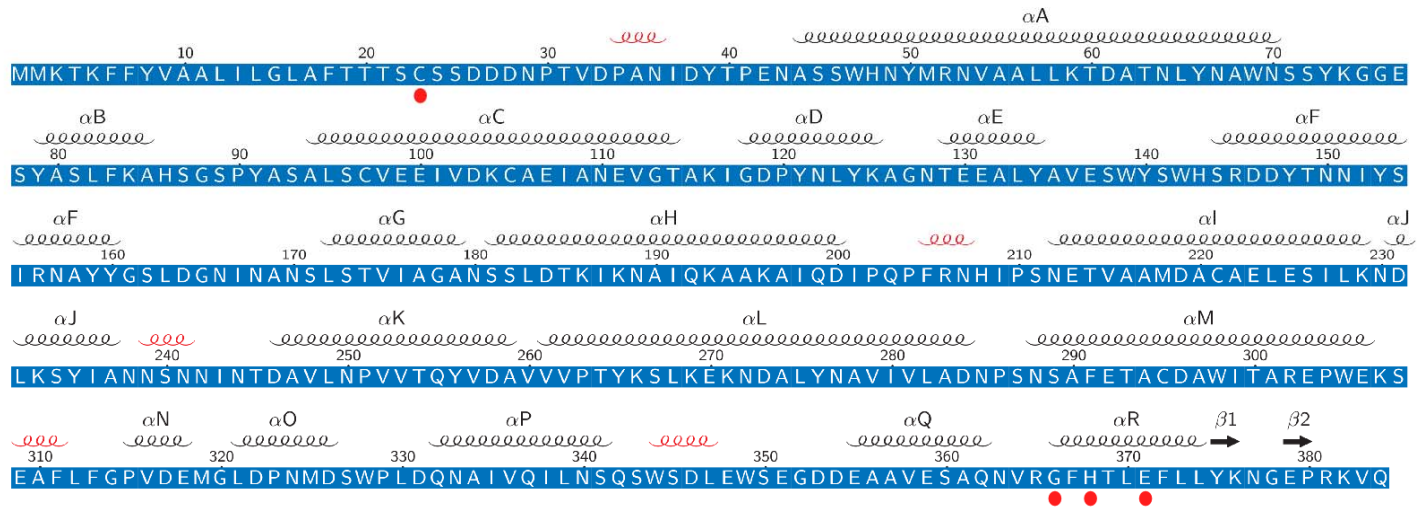 αA
10 20 30 40 50 60 70
MMKTKFFYVAALILGLAFTTTSCSSDDDNPTVDPANIDYTPENASSWHNYMRNVAALLKTDATNLYNAWNSSYKGGE
αB αC αD αE αF
80 90 100 110 120 130 140 150
SYASLFKAHSGSPYASALSCVEEIVDKCAEIANEVGTAKIGDPYNLYKAGNTEEALYAVESWYSWHSRDDYTNNIYS
αF αG αH αI αJ
160 170 180 190 200 210 220 230
IRNAYYGSLDGNINANSLSTVIAGANSSLDTKIKNAIQKAAKAIQDIPQPFRNHIPSNETVAAMDACAELESILKND
αJ αK αL αM
240 250 260 270 280 290 300
LKSYIANNSNNINTDAVLNPVVTQYVDAVVVPTYKSLKEKNDALYNAVIVLADNPSNSAFETACDAWITAREPWEKS
αN αO αP αQ αR β1 β2
310 320 330 340 350 360 370 380
EAFLFGPVDEMGLDPNMDSWPLDQNAIVQILNSQSWSDLEWSEGDDEAAVESAQNVRGFHTLEFLLYKNGEPRKVQ